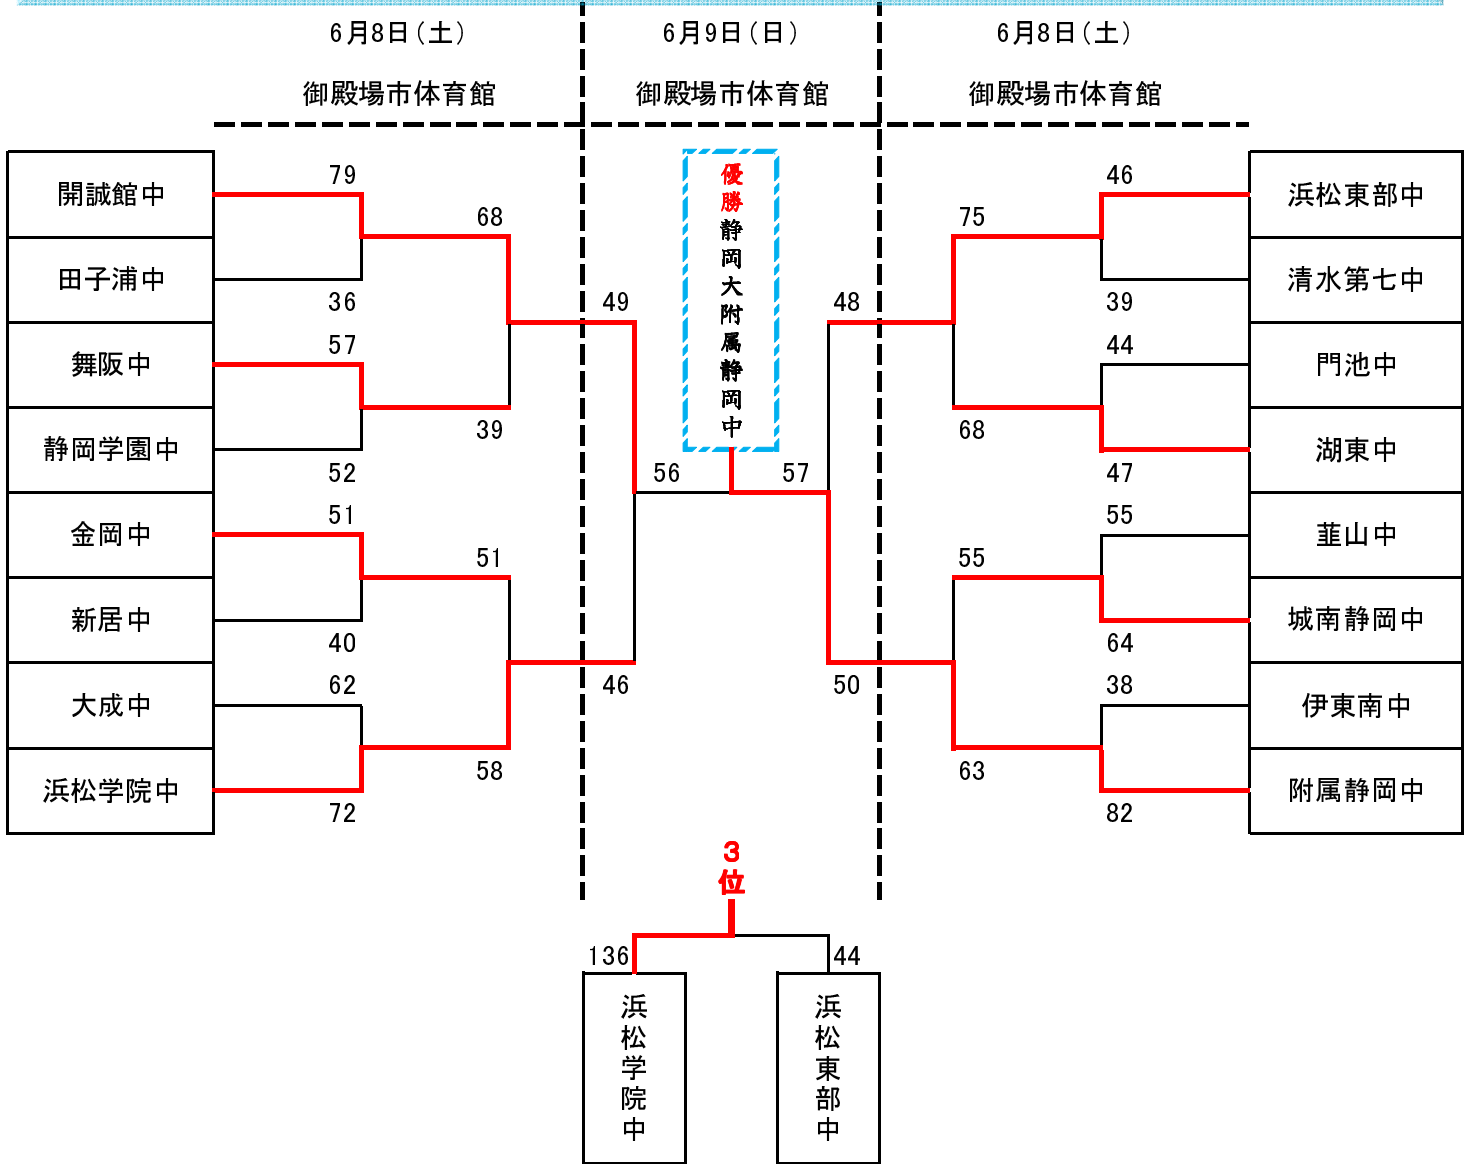 6月8日（土）
6月9日（日）
6月8日（土）
御殿場市体育館
御殿場市体育館
御殿場市体育館
開誠館中
田子浦中
舞阪中
静岡学園中
金岡中
新居中
大成中
浜松学院中
79
36
57
52
51
40
62
72
68
39
51
58
49
46
56
優勝静岡大附属静岡中
57
48
50
75
68
55
63
46
39
44
47
55
64
38
82
浜松東部中
清水第七中
門池中
湖東中
韮山中
城南静岡中
伊東南中
附属静岡中
3位
136
44
浜松学院中
浜松東部中